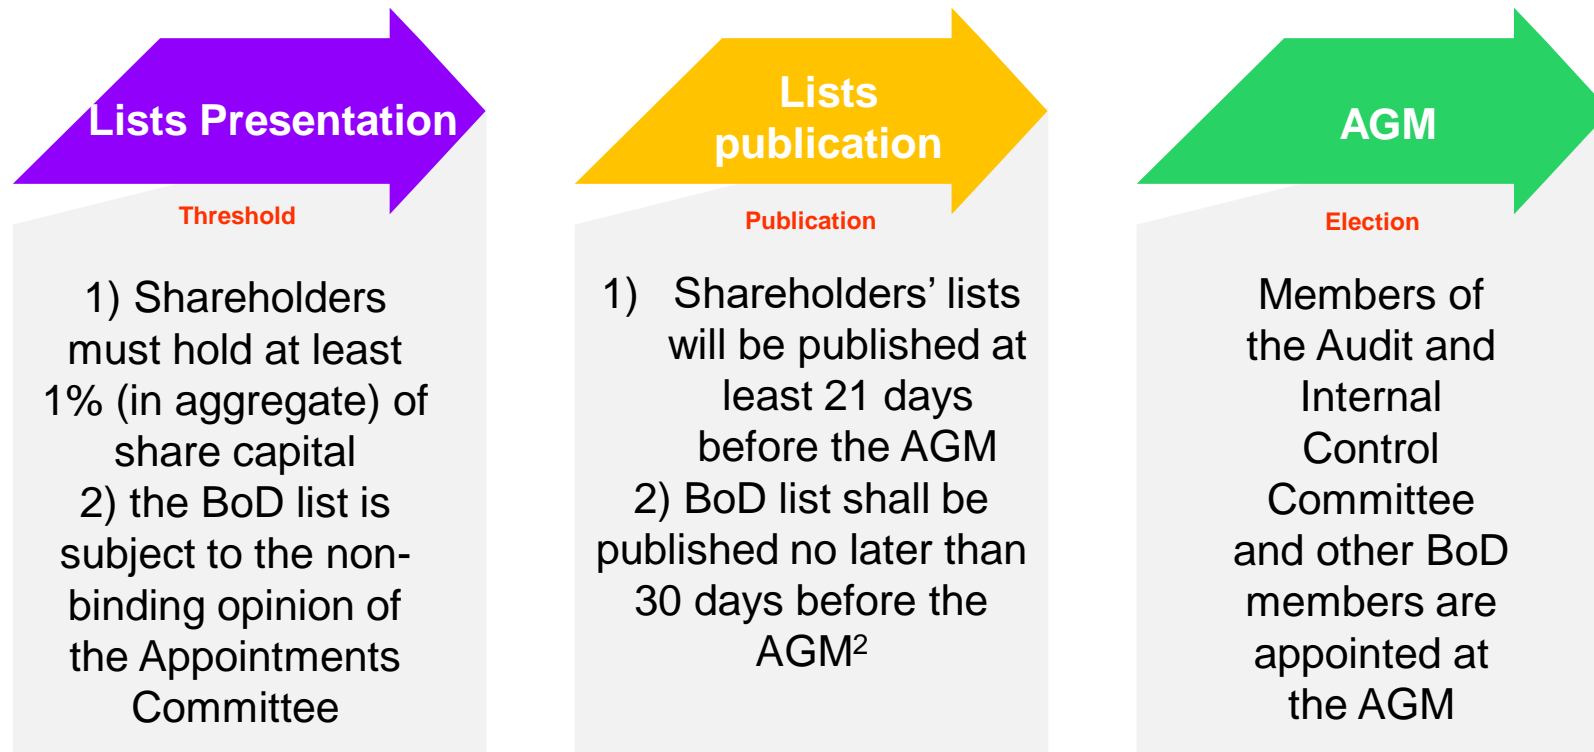 Lists Presentation
Threshold
1) Shareholders
must hold at least
1% (in aggregate) of
share capital
2) the BoD list is
subject to the non-
binding opinion of
the Appointments
Committee
Lists
publication
Publication
1) Shareholders’ lists
will be published at
least 21 days
before the AGM
2) BoD list shall be
published no later than
30 days before the
AGM²
AGM
Election
Members of
the Audit and
Internal
Control
Committee
and other BoD
members are
appointed at
the AGM